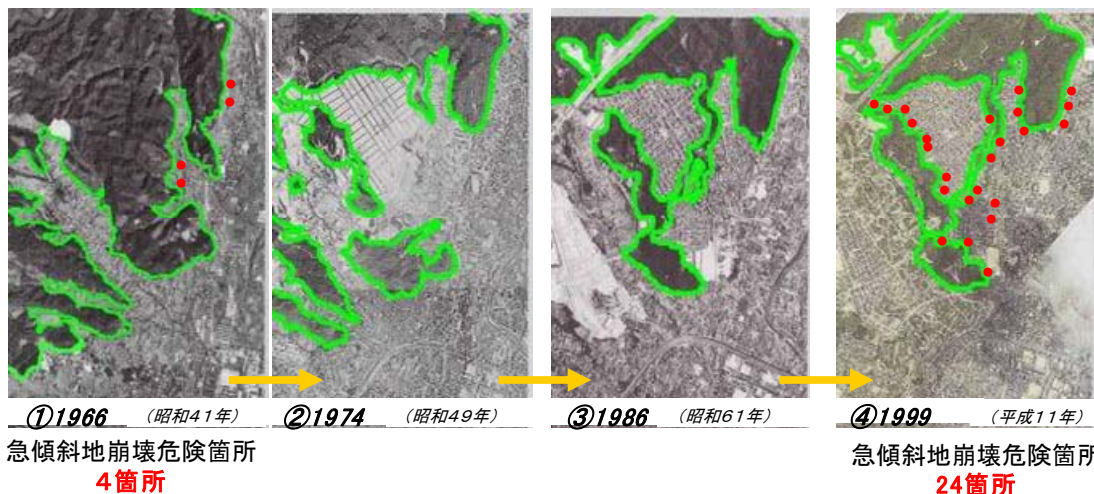 ①1966 (昭和41年)
②1974 (昭和49年)
③1986 (昭和61年)
④1999 (平成11年)
急傾斜地崩壊危険箇所
4箇所
急傾斜地崩壊危険箇所
24箇所